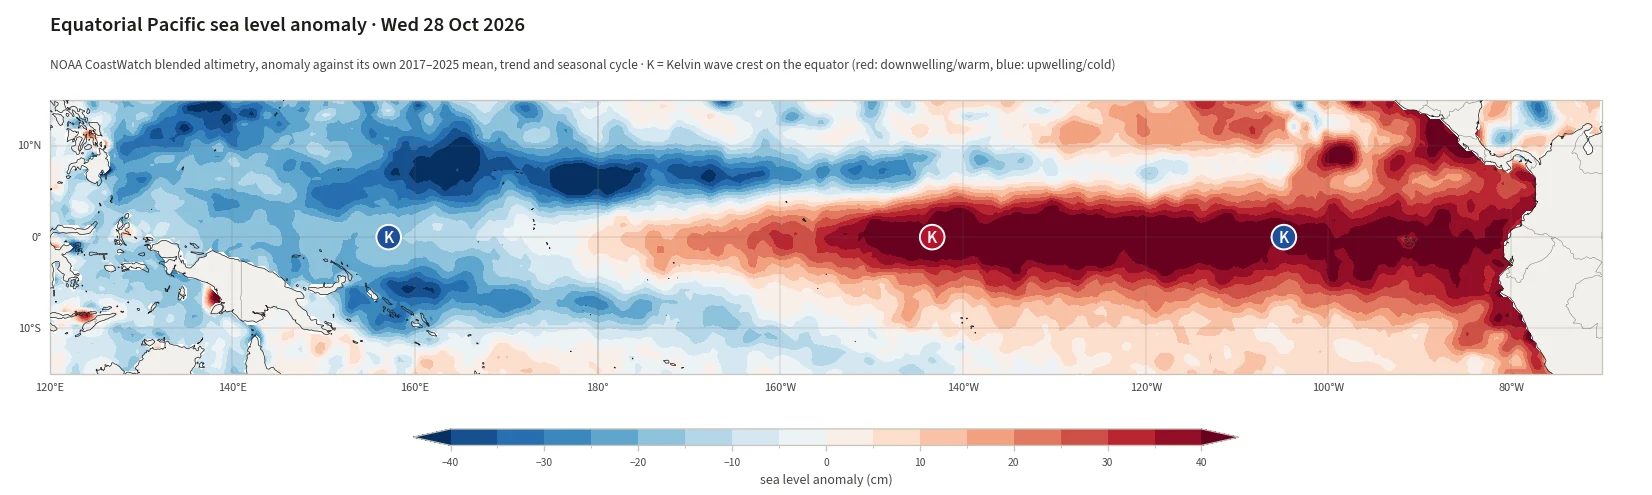 Equatorial Pacific sea level anomaly · Wed 28 Oct 2026
NOAA CoastWatch blended altimetry, anomaly against its own 2017–2025 mean, trend and seasonal cycle · K = Kelvin wave crest on the equator (red: downwelling/warm, blue: upwelling/cold)
10°N
0°
10°S
K K K
120°E 140°E 160°E 180° 160°W 140°W 120°W 100°W 80°W
−40 −30 −20 −10 0 10 20 30 40
sea level anomaly (cm)